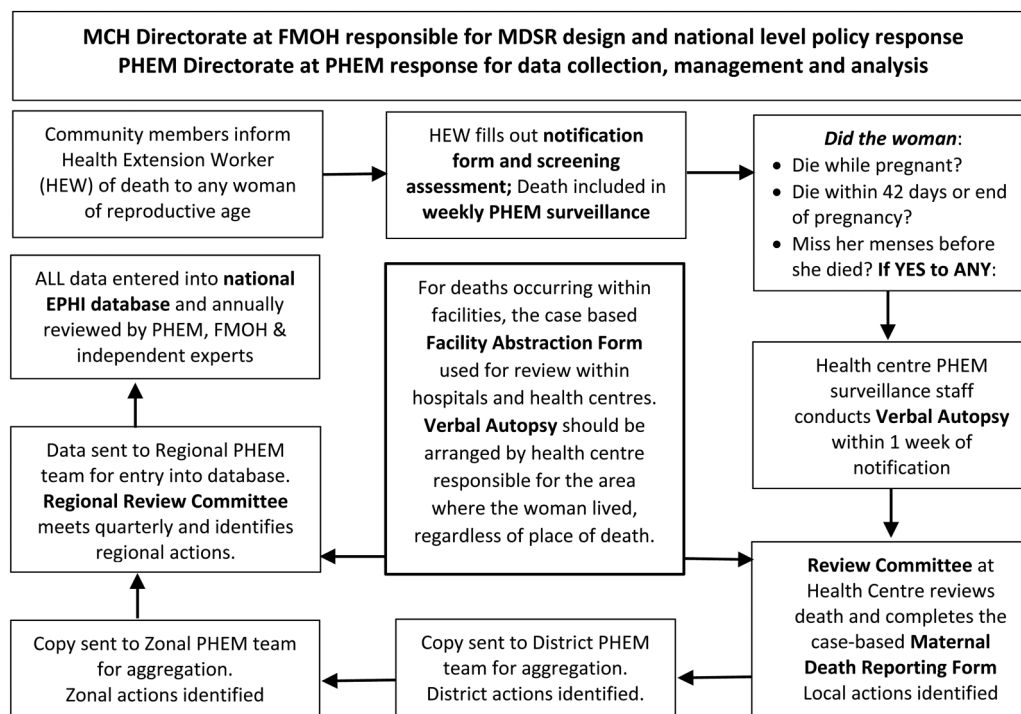 MCH Directorate at FMOH responsible for MDSR design and national level policy response
PHEM Directorate at PHEM response for data collection, management and analysis
Community members inform
Health Extension Worker
(HEW) of death to any woman
of reproductive age
HEW fills out notification
form and screening
assessment; Death included in
weekly PHEM surveillance
Did the woman:
• Die while pregnant?
• Die within 42 days or end
of pregnancy?
• Miss her menses before
she died? If YES to ANY:
Health centre PHEM
surveillance staff
conducts Verbal Autopsy
within 1 week of
notification
Review Committee at
Health Centre reviews
death and completes the
case-based Maternal
Death Reporting Form
Local actions identified
Copy sent to District PHEM
team for aggregation.
District actions identified.
Copy sent to Zonal PHEM team
for aggregation.
Zonal actions identified
Data sent to Regional PHEM
team for entry into database.
Regional Review Committee
meets quarterly and identifies
regional actions.
ALL data entered into national
EPHI database and annually
reviewed by PHEM, FMOH &
independent experts
For deaths occurring within
facilities, the case based
Facility Abstraction Form
used for review within
hospitals and health centres.
Verbal Autopsy should be
arranged by health centre
responsible for the area
where the woman lived,
regardless of place of death.